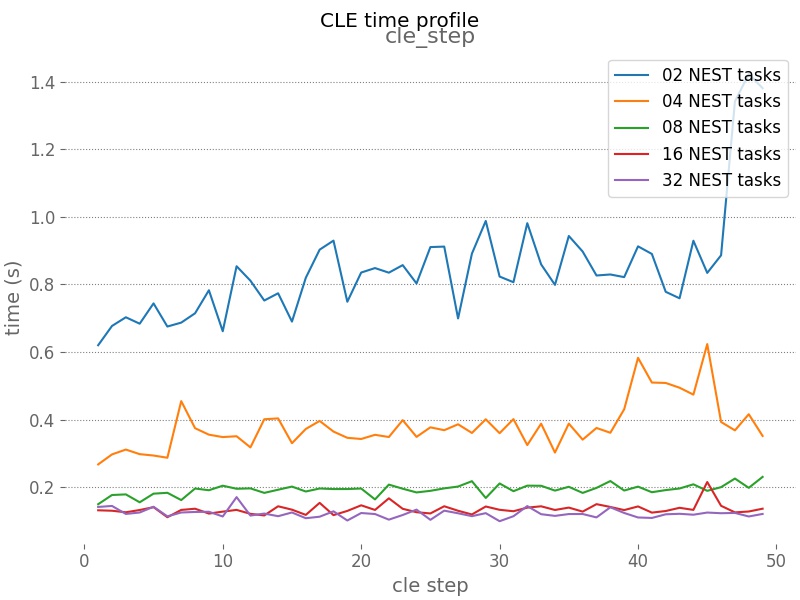 CLE time profile
cle_step
02 NEST tasks
04 NEST tasks
08 NEST tasks
16 NEST tasks
32 NEST tasks
1.4
1.2
1.0
0.8
0.6
0.4
0.2
time (s)
0 10 20 30 40 50
cle step